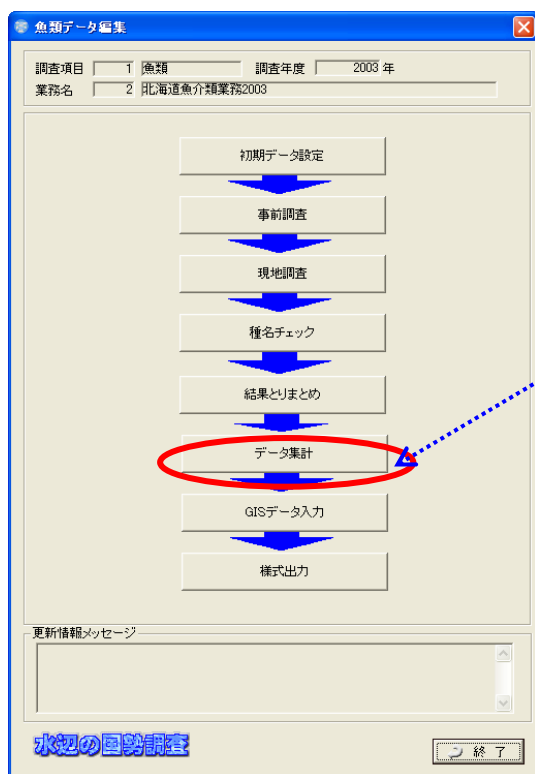 魚類データ編集
調査項目 1 魚類 調査年度 2003 年
業務名 2 北海道魚介類業務2003
初期データ設定
事前調査
現地調査
種名チェック
結果とりまとめ
データ集計
GISデータ入力
様式出力
更新情報メッセージ
水辺の国勢調査
終 了